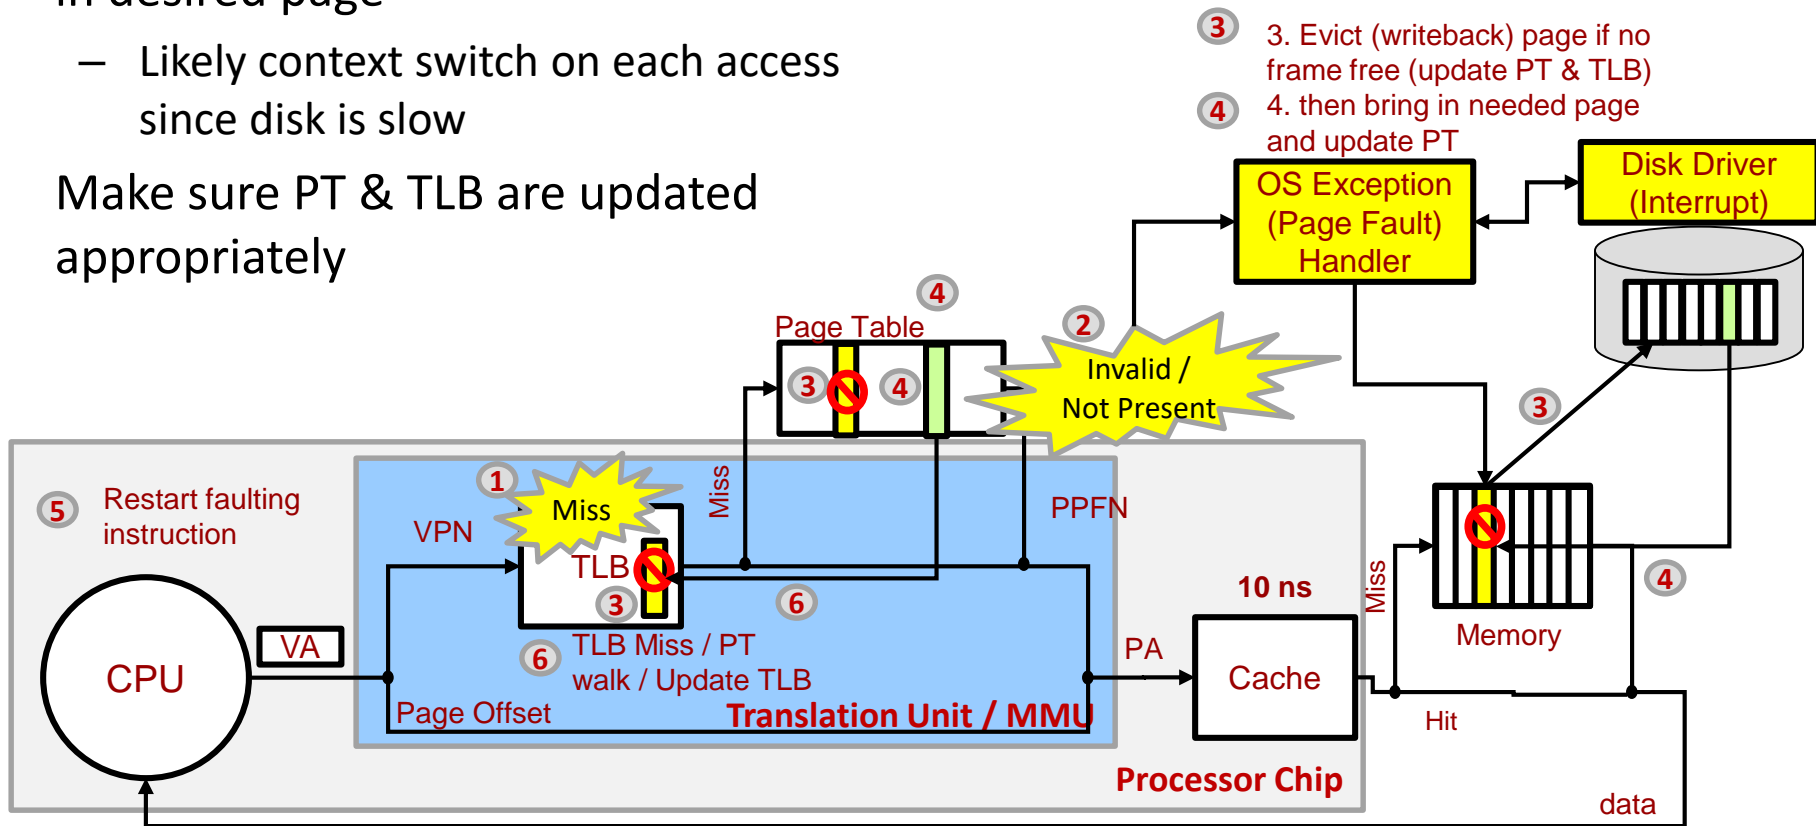 in desired page
– Likely context switch on each access
since disk is slow
Make sure PT & TLB are updated
appropriately
3
3. Evict (writeback) page if no
frame free (update PT & TLB)
4
4. then bring in needed page
and update PT
OS Exception
(Page Fault)
Handler
Disk Driver
(Interrupt)
4
Page Table
2
Invalid /
Not Present
3
4
3
5
Restart faulting
instruction
1
Miss
VPN
Miss
PPFN
TLB
3
6
10 ns
Miss
4
Memory
VA
6
TLB Miss / PT
walk / Update TLB
PA
CPU
Cache
Page Offset
Translation Unit / MMU
Hit
Processor Chip
data